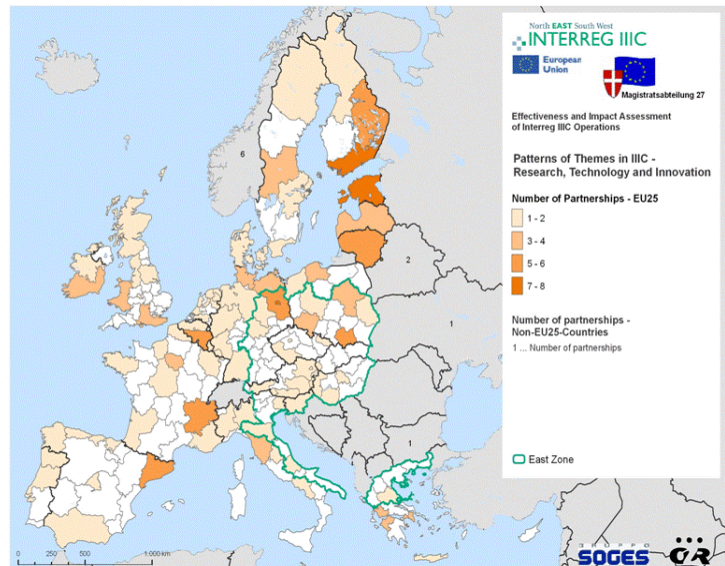 North EAST South West
INTERREG IIIC
European
Union
Magistratsabteilung 27
Effectiveness and Impact Assessment
of Interreg IIIC Operations
Patterns of Themes in IIIC -
Research, Technology and Innovation
Number of Partnerships - EU25
1 - 2
3 - 4
5 - 6
7 - 8
Number of partnerships -
Non-EU25-Countries
1 ... Number of partnerships
East Zone
6
2
1
1
0 250 500 1.000 km
GRUPPO
SOGES
ÖIR